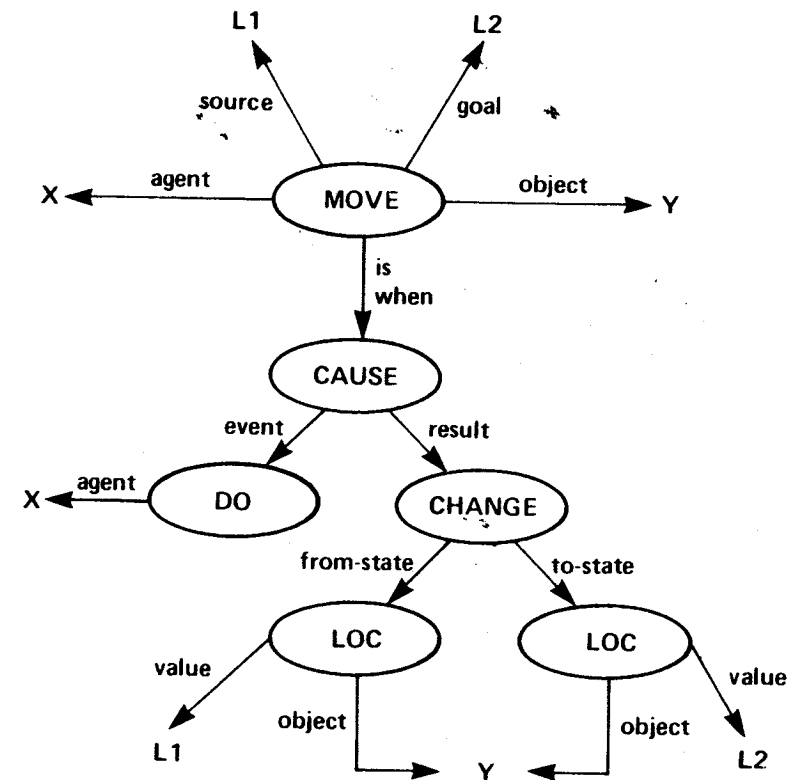 L1 L2
source goal
X agent MOVE object Y
is
when
CAUSE
event result
X agent DO CHANGE
from-state to-state
LOC LOC
value value
object object
L1 Y L2